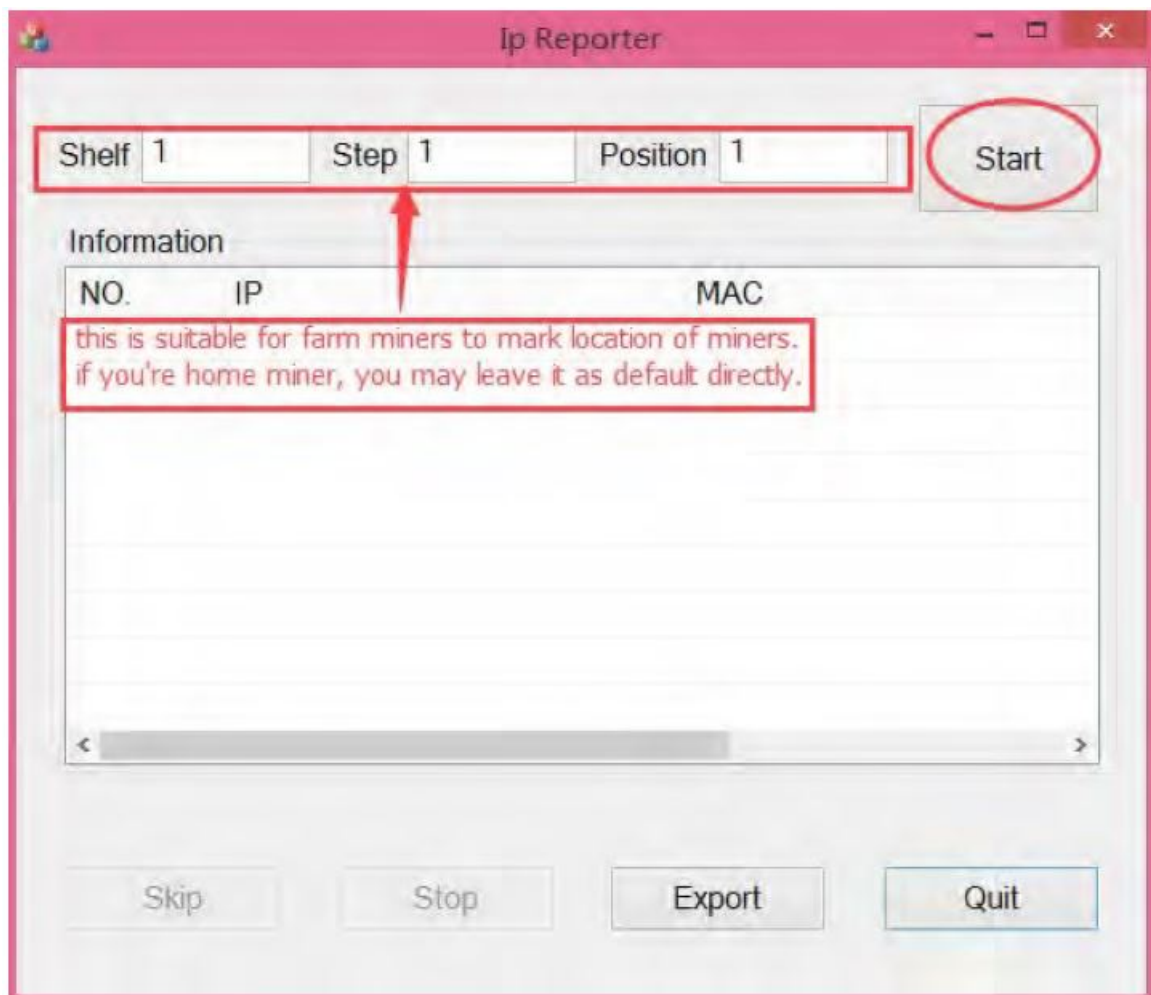 Ip Reporter
Shelf 1 Step 1 Position 1 Start
Information
NO. IP MAC
this is suitable for farm miners to mark location of miners.
if you're home miner, you may leave it as default directly.
Skip Stop Export Quit